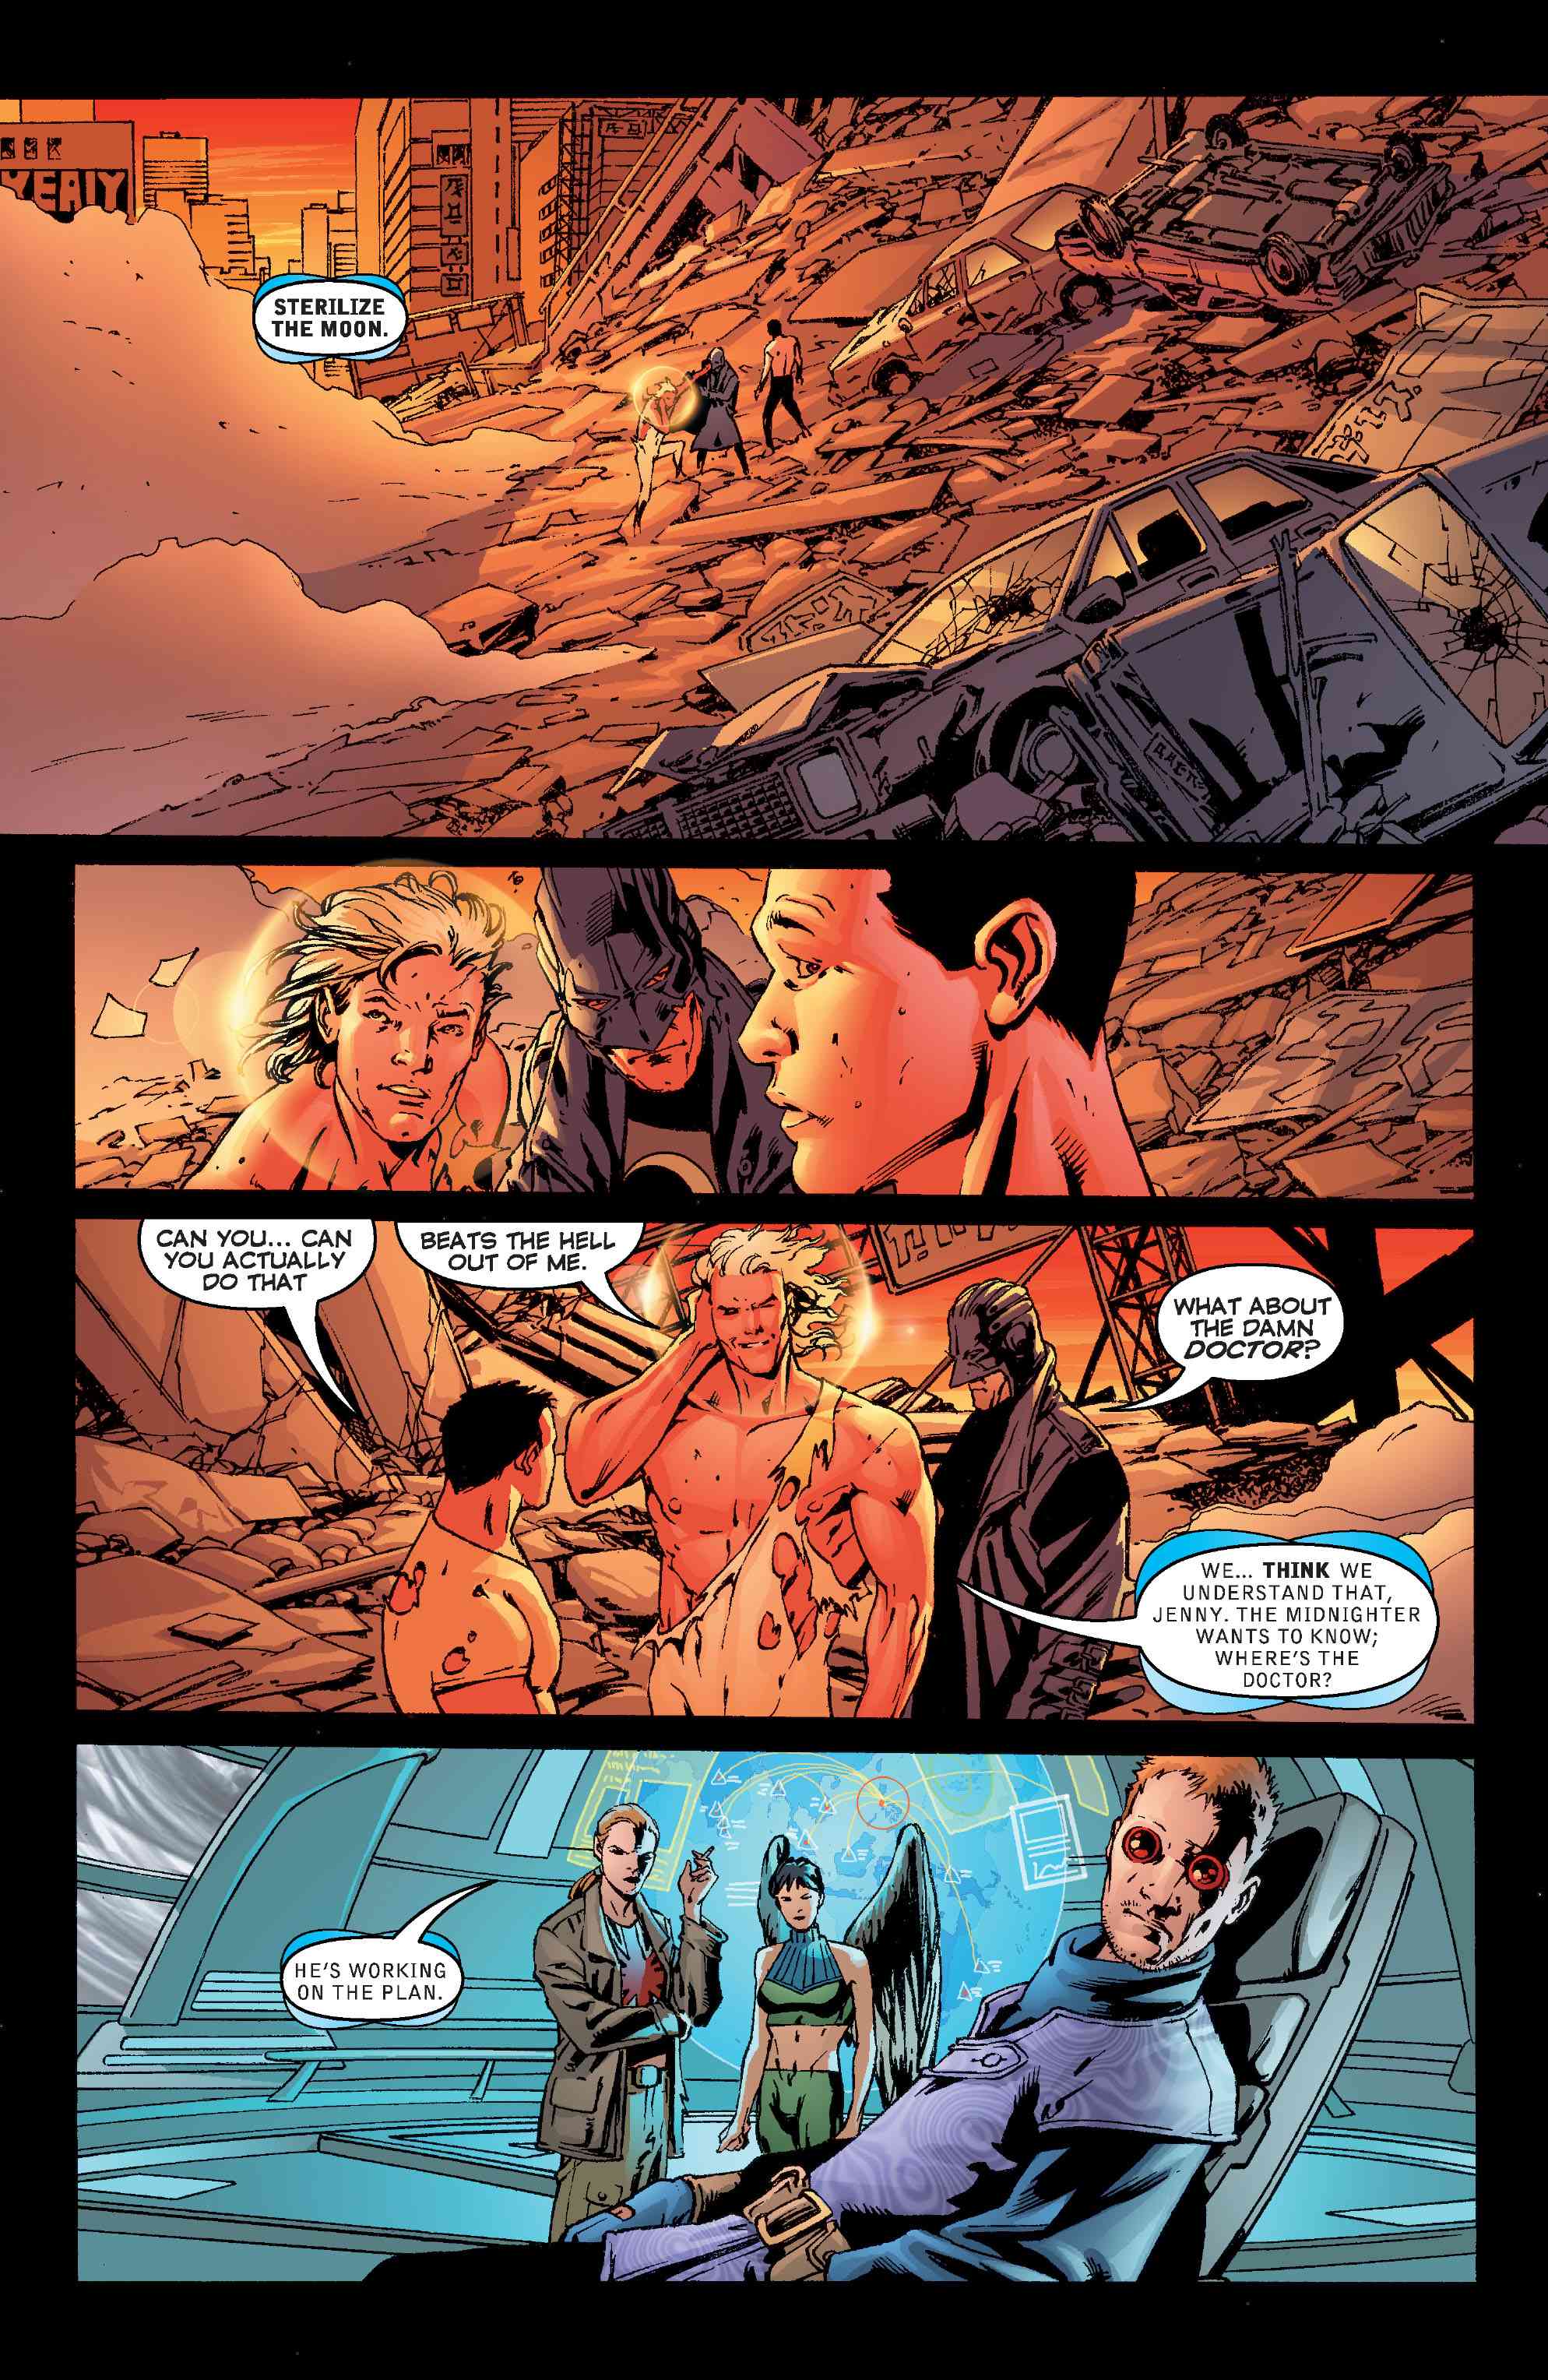 YEALY
STERILIZE
THE MOON.
CAN YOU... CAN
YOU ACTUALLY
DO THAT
BEATS THE HELL
OUT OF ME.
WHAT ABOUT
THE DAMN
DOCTOR?
WE... THINK WE
UNDERSTAND THAT,
JENNY. THE MIDNIGHTER
WANTS TO KNOW;
WHERE'S THE
DOCTOR?
HE'S WORKING
ON THE PLAN.